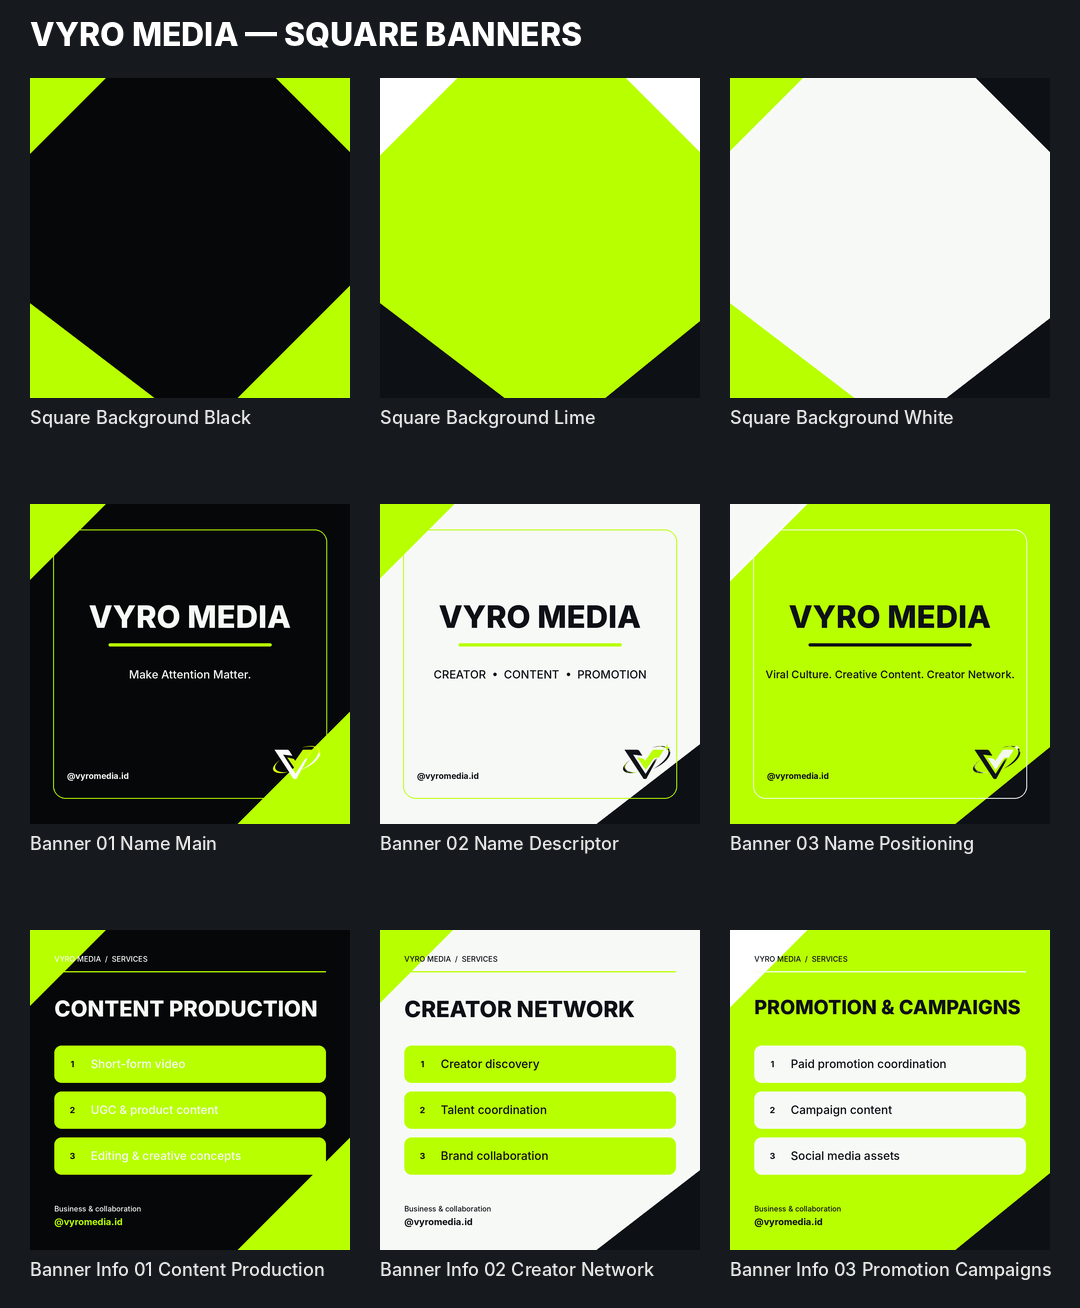 VYRO MEDIA — SQUARE BANNERS
Square Background Black
Square Background Lime
Square Background White
VYRO MEDIA
Make Attention Matter.
@vyromedia.id
VYRO MEDIA
CREATOR • CONTENT • PROMOTION
@vyromedia.id
VYRO MEDIA
Viral Culture. Creative Content. Creator Network.
@vyromedia.id
Banner 01 Name Main
Banner 02 Name Descriptor
Banner 03 Name Positioning
VYRO MEDIA / SERVICES
CONTENT PRODUCTION
1 Short-form video
2 UGC & product content
3 Editing & creative concepts
Business & collaboration
@vyromedia.id
VYRO MEDIA / SERVICES
CREATOR NETWORK
1 Creator discovery
2 Talent coordination
3 Brand collaboration
Business & collaboration
@vyromedia.id
VYRO MEDIA / SERVICES
PROMOTION & CAMPAIGNS
1 Paid promotion coordination
2 Campaign content
3 Social media assets
Business & collaboration
@vyromedia.id
Banner Info 01 Content Production
Banner Info 02 Creator Network
Banner Info 03 Promotion Campaigns